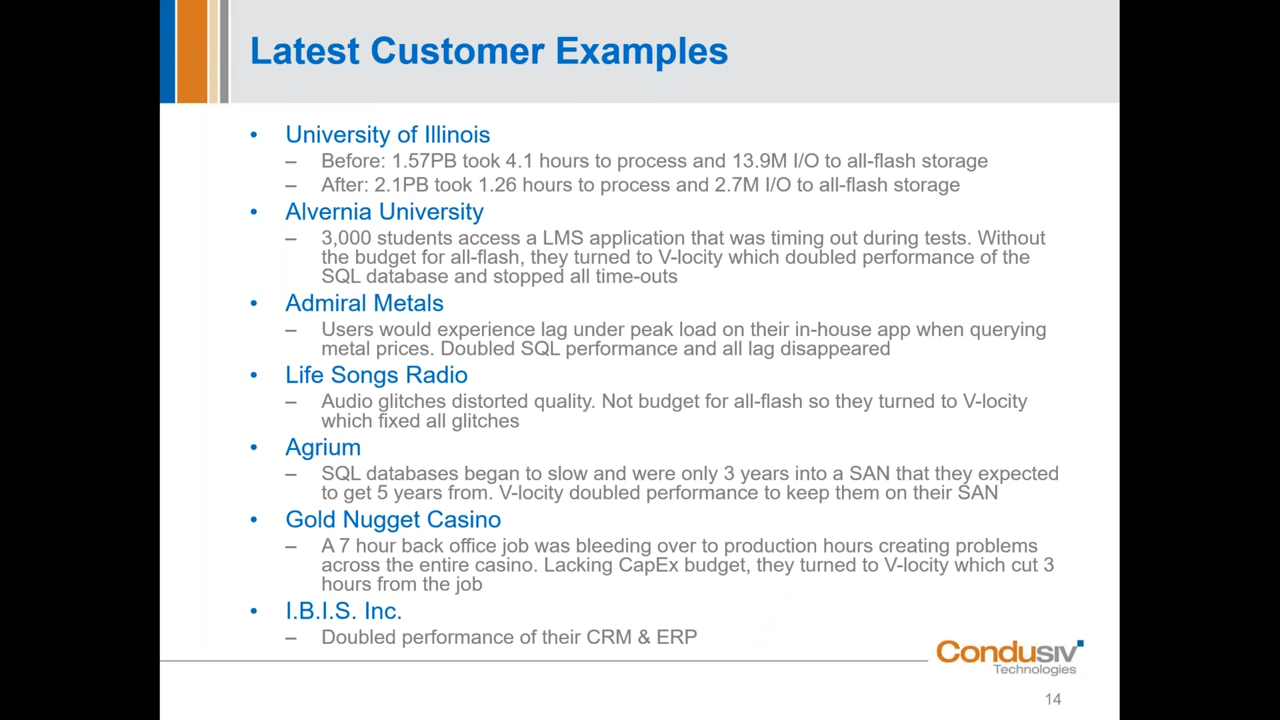 Latest Customer Examples
• University of Illinois
– Before: 1.57PB took 4.1 hours to process and 13.9M I/O to all-flash storage
– After: 2.1PB took 1.26 hours to process and 2.7M I/O to all-flash storage
• Alvernia University
– 3,000 students access a LMS application that was timing out during tests. Without
the budget for all-flash, they turned to V-locity which doubled performance of the
SQL database and stopped all time-outs
• Admiral Metals
– Users would experience lag under peak load on their in-house app when querying
metal prices. Doubled SQL performance and all lag disappeared
• Life Songs Radio
– Audio glitches distorted quality. Not budget for all-flash so they turned to V-locity
which fixed all glitches
• Agrium
– SQL databases began to slow and were only 3 years into a SAN that they expected
to get 5 years from. V-locity doubled performance to keep them on their SAN
• Gold Nugget Casino
– A 7 hour back office job was bleeding over to production hours creating problems
across the entire casino. Lacking CapEx budget, they turned to V-locity which cut 3
hours from the job
• I.B.I.S. Inc.
– Doubled performance of their CRM & ERP
Condusiv
Technologies
14